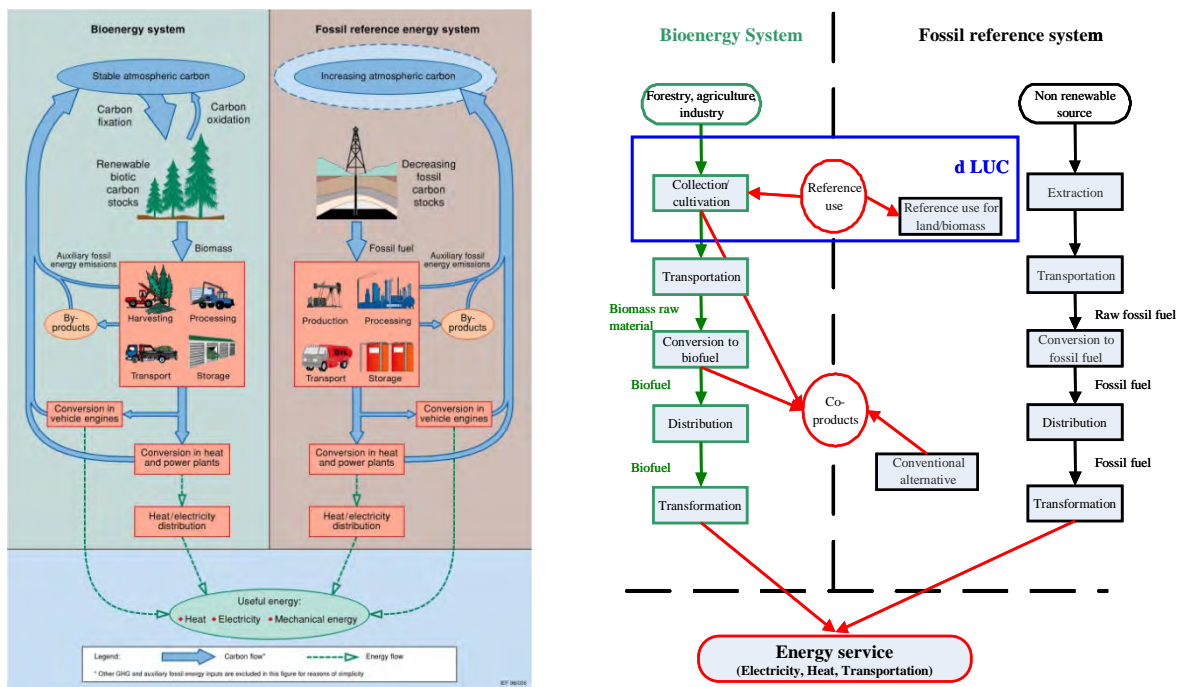 Bioenergy system
Fossil reference energy system
Stable atmospheric carbon
Increasing atmospheric carbon
Carbon
fixation
Carbon
oxidation
Renewable
biotic
carbon
stocks
Decreasing
fossil
carbon
stocks
Biomass
Fossil fuel
Auxiliary fossil
energy emissions
Auxiliary fossil
energy emissions
Harvesting
Processing
Production
Processing
By-
products
By-
products
Transport
Storage
Transport
Storage
Conversion in
vehicle engines
Conversion in
vehicle engines
Conversion in heat
and power plants
Conversion in heat
and power plants
Heat/electricity
distribution
Heat/electricity
distribution
Useful energy:
• Heat • Electricity • Mechanical energy
Legend:
Carbon flow*
Energy flow
* Other GHG and auxiliary fossil energy inputs are excluded in this figure for reasons of simplicity
Bioenergy System
Fossil reference system
Forestry, agriculture,
industry
Non renewable
source
d LUC
Collection/
cultivation
Reference
use
Reference use for
land/biomass
Extraction
Transportation
Transportation
Biomass raw
material
Raw fossil fuel
Conversion to
biofuel
Conversion to
fossil fuel
Biofuel
Fossil fuel
Co-
products
Distribution
Distribution
Conventional
alternative
Biofuel
Fossil fuel
Transformation
Transformation
Energy service
(Electricity, Heat, Transportation)